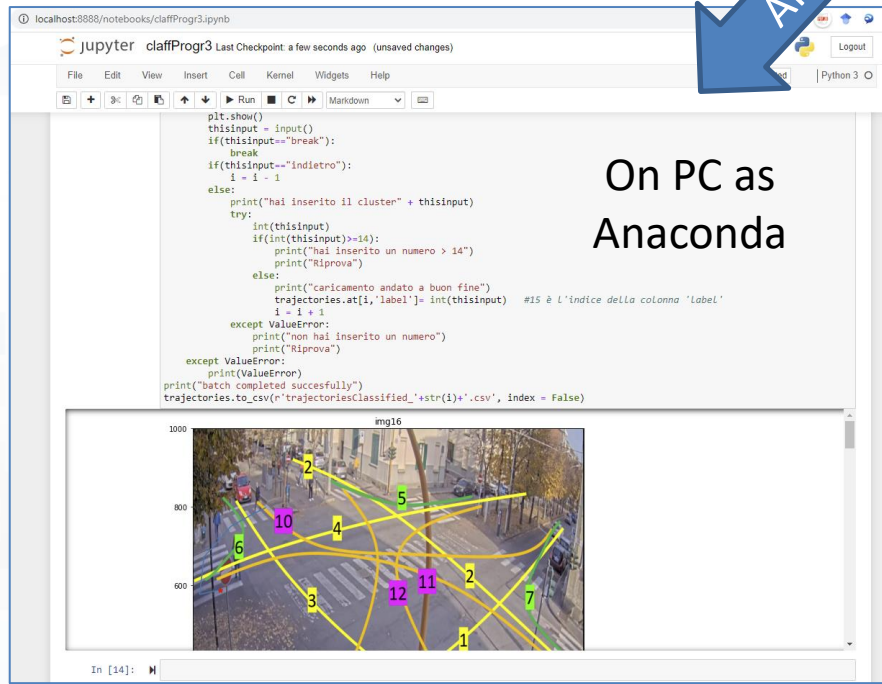 localhost:8888/notebooks/claffProgr3.ipynb
jupyter claffProgr3 Last Checkpoint: a few seconds ago (unsaved changes)
Logout
File Edit View Insert Cell Kernel Widgets Help
Python 3
Run Markdown
plt.show()
thisinput = input()
if(thisinput=="break"):
break
if(thisinput=="indietro"):
i = i - 1
else:
print("hai inserito il cluster" + thisinput)
try:
int(thisinput)
if(int(thisinput)>=14):
print("hai inserito un numero > 14")
print("Riprova")
else:
print("caricamento andato a buon fine")
trajectories.at[i,'label']= int(thisinput) #15 è l'indice della colonna 'label'
i = i + 1
except ValueError:
print("non hai inserito un numero")
print("Riprova")
except ValueError:
print(ValueError)
print("batch completed succesfully")
trajectories.to_csv(r'trajectoriesClassified_'+str(i)+'.csv', index = False)
On PC as
Anaconda
img16
1000
800
600
2
5
10
4
6
11
2
12
3
7
1
In [14]: